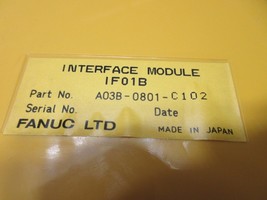 INTERFACE MODULE
IF01B
Part No. A03B-0801-C102
Serial No. Date
FANUC LTD MADE IN JAPAN